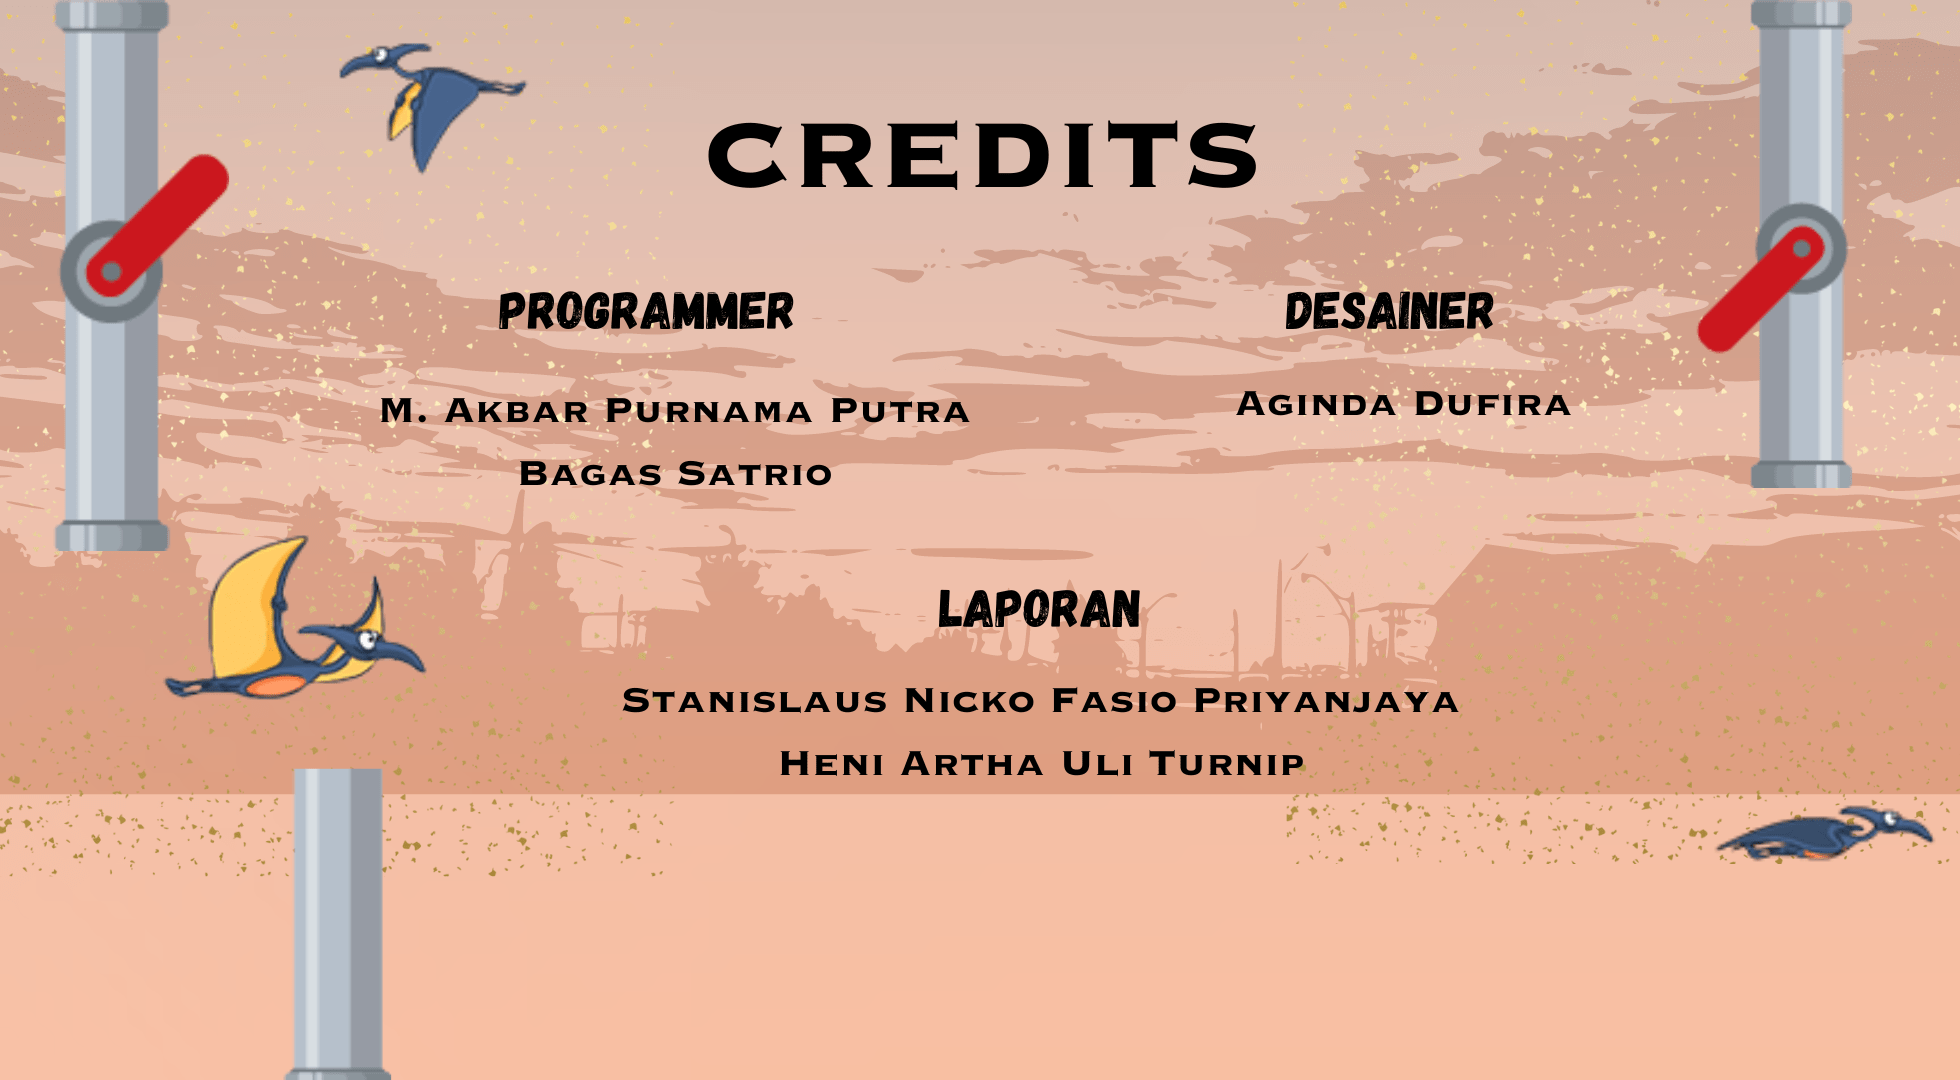 CREDITS
PROGRAMMER
M. AKBAR PURNAMA PUTRA
BAGAS SATRIO
DESAINER
AGINDA DUFIRA
LAPORAN
STANISLAUS NICKO FASIO PRIYANJAYA
HENI ARTHA ULI TURNIP